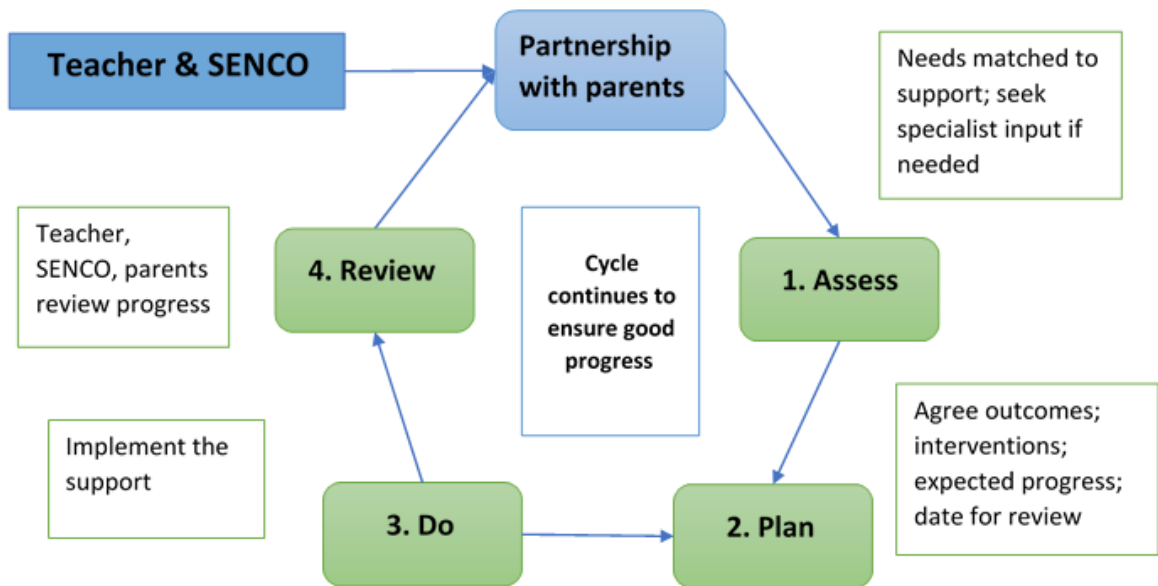 Teacher & SENCO
Partnership
with parents
Needs matched to
support; seek
specialist input if
needed
Teacher,
SENCO, parents
review progress
4. Review
Cycle
continues to
ensure good
progress
1. Assess
Implement the
support
3. Do
2. Plan
Agree outcomes;
interventions;
expected progress;
date for review